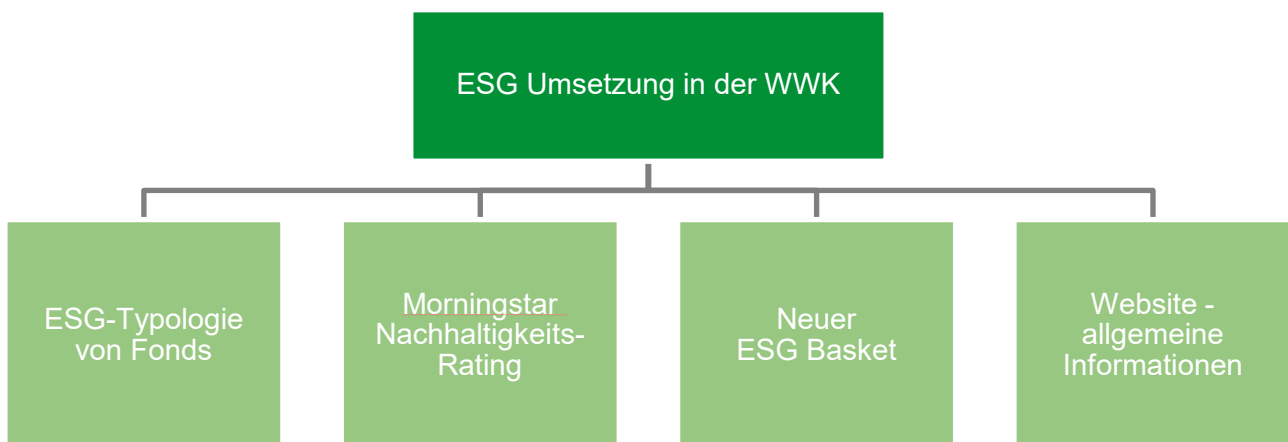 ESG Umsetzung in der WWK
ESG-Typologie
von Fonds
Morningstar
Nachhaltigkeits-
Rating
Neuer
ESG Basket
Website -
allgemeine
Informationen